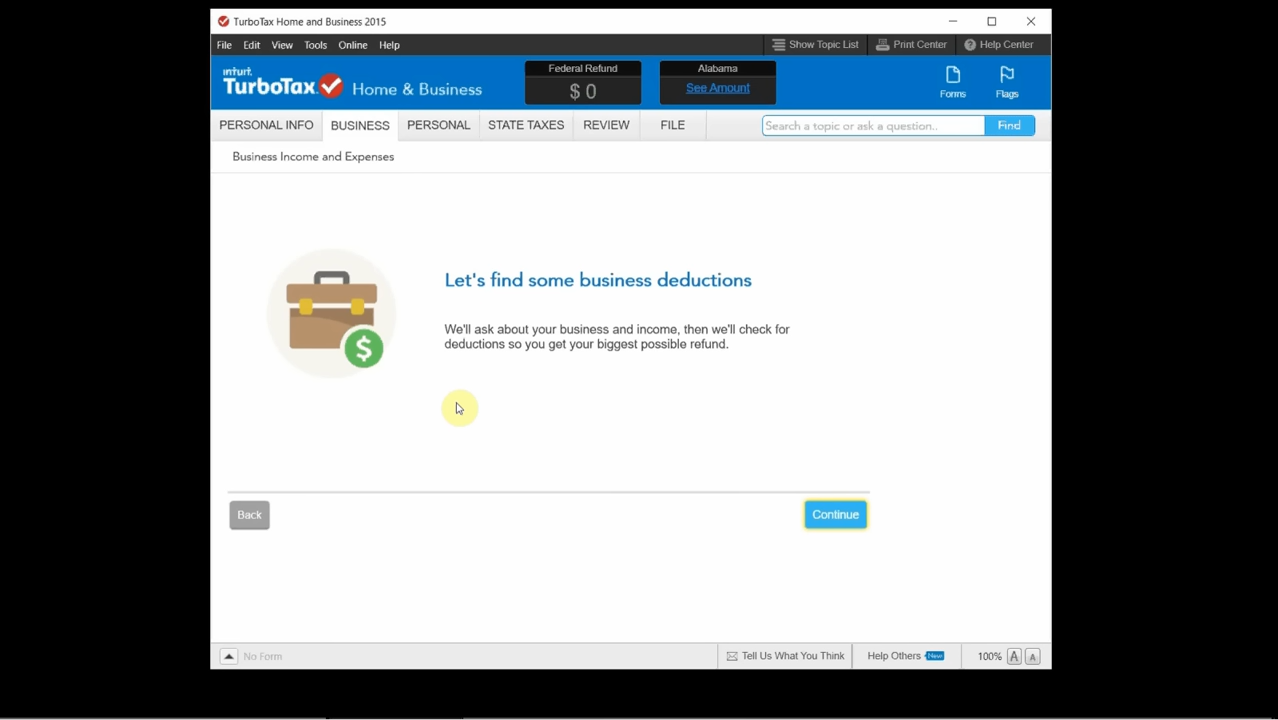 TurboTax Home and Business 2015
File Edit View Tools Online Help
Show Topic List Print Center Help Center
intuit.
TurboTax Home & Business
Federal Refund
$ 0
Alabama
See Amount
Forms
Flags
PERSONAL INFO BUSINESS PERSONAL STATE TAXES REVIEW FILE
Search a topic or ask a question.. Find
Business Income and Expenses
Let's find some business deductions
We'll ask about your business and income, then we'll check for
deductions so you get your biggest possible refund.
$
Back Continue
No Form Tell Us What You Think Help Others New 100% A A